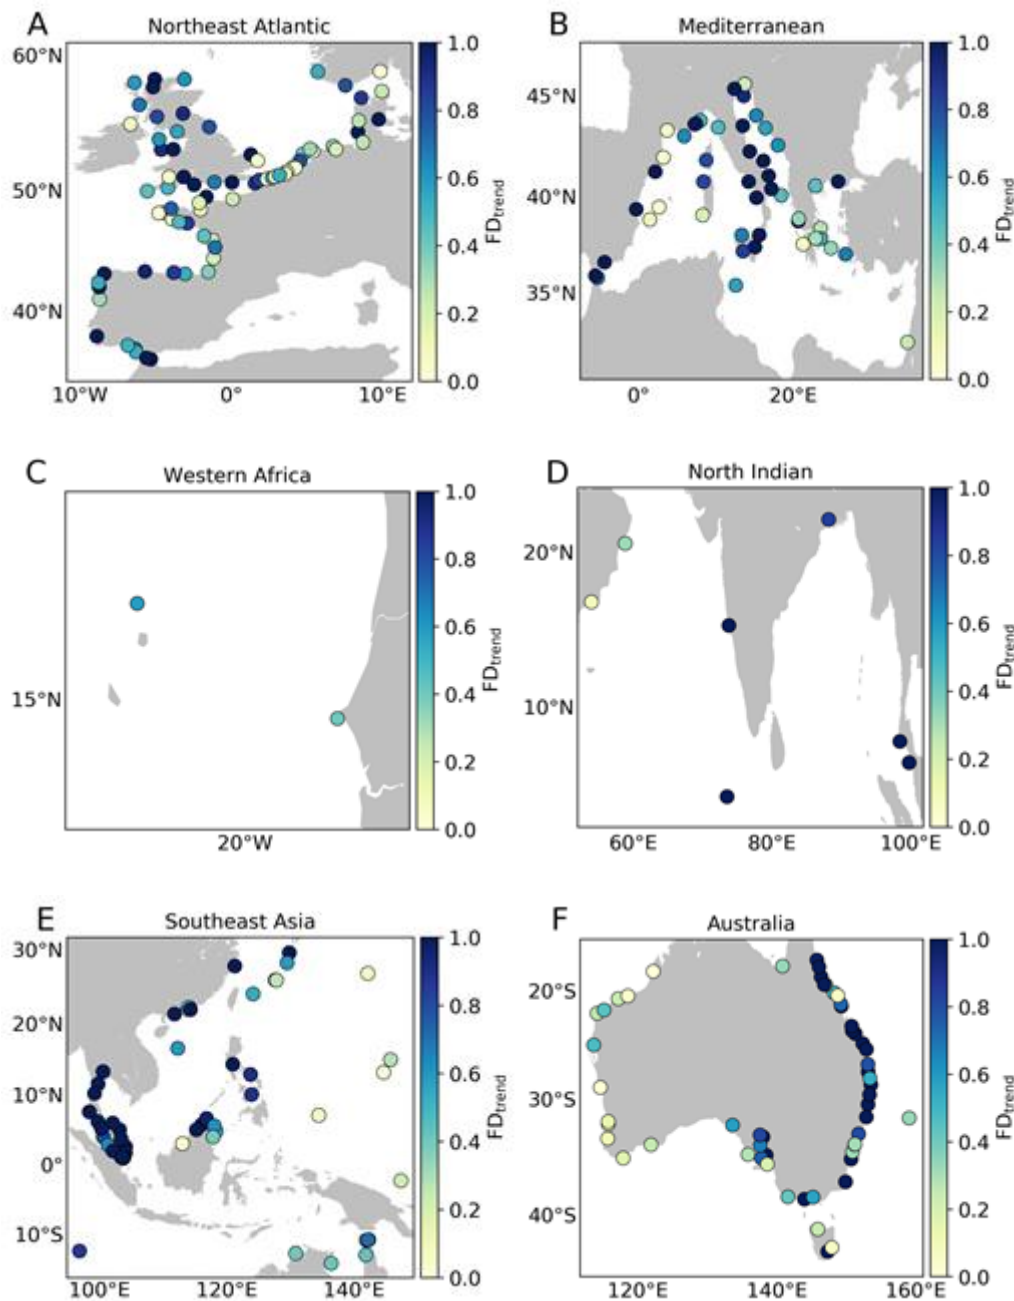 A
Northeast Atlantic
60°N
50°N
40°N
10°W
0°
10°E
1.0
0.8
0.6
0.4
0.2
0.0
FDtrend
B
Mediterranean
45°N
40°N
35°N
0°
20°E
1.0
0.8
0.6
0.4
0.2
0.0
FDtrend
C
Western Africa
15°N
20°W
1.0
0.8
0.6
0.4
0.2
0.0
FDtrend
D
North Indian
20°N
10°N
60°E
80°E
100°E
1.0
0.8
0.6
0.4
0.2
0.0
FDtrend
E
Southeast Asia
30°N
20°N
10°N
0°
10°S
100°E
120°E
140°E
1.0
0.8
0.6
0.4
0.2
0.0
FDtrend
F
Australia
20°S
30°S
40°S
120°E
140°E
160°E
1.0
0.8
0.6
0.4
0.2
0.0
FDtrend